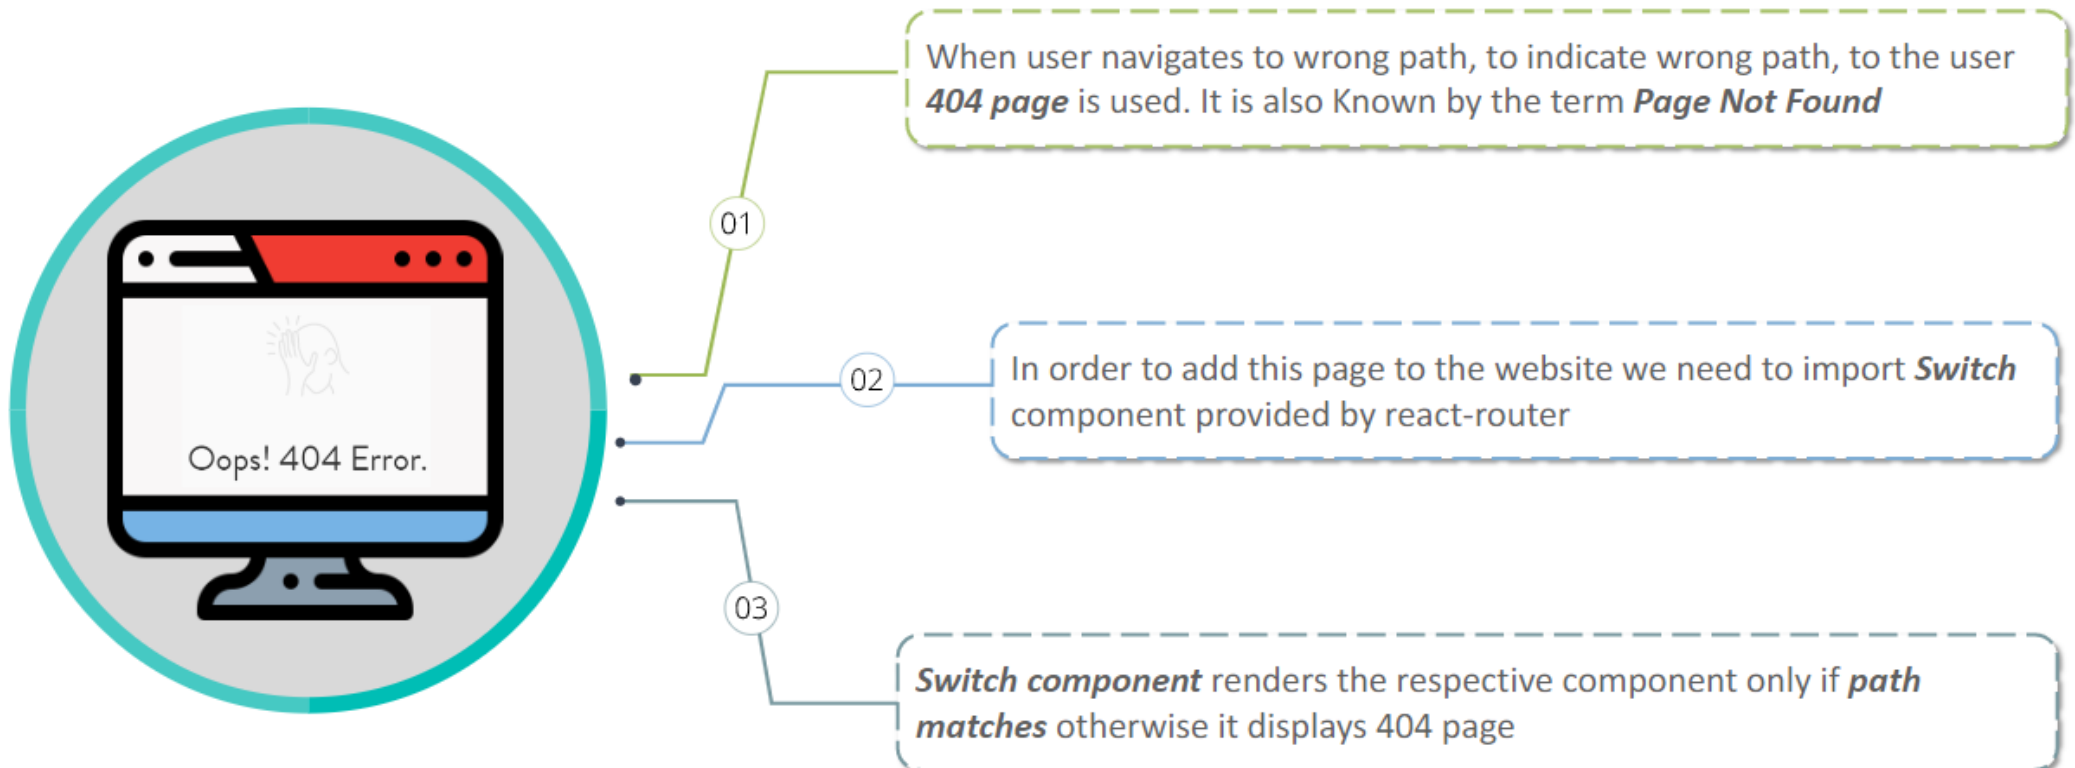 When user navigates to wrong path, to indicate wrong path, to the user
404 page is used. It is also Known by the term Page Not Found
01
Oops! 404 Error.
02
In order to add this page to the website we need to import Switch
component provided by react-router
03
Switch component renders the respective component only if path
matches otherwise it displays 404 page